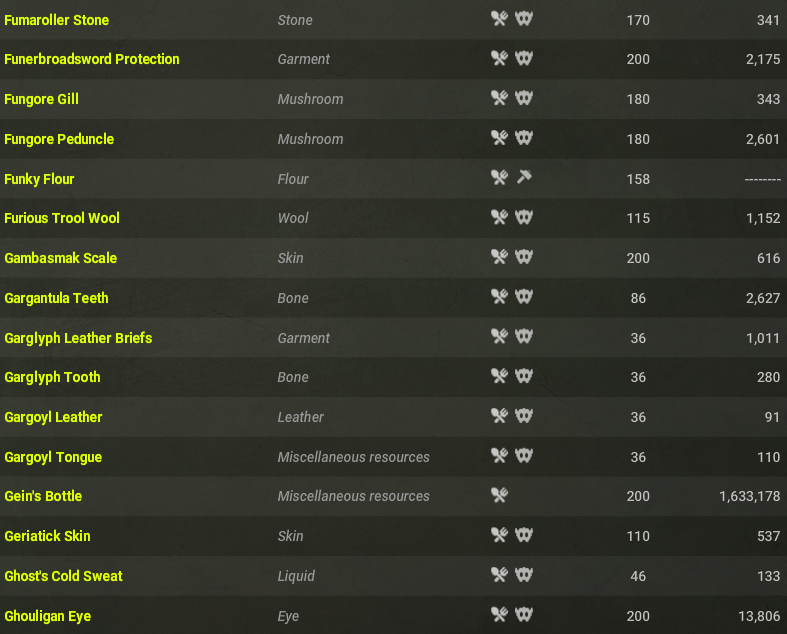 Fumaroller Stone Stone 170 341
Funerbroadsword Protection Garment 200 2,175
Fungore Gill Mushroom 180 343
Fungore Peduncle Mushroom 180 2,601
Funky Flour Flour 158 --------
Furious Trool Wool Wool 115 1,152
Gambasmak Scale Skin 200 616
Gargantula Teeth Bone 86 2,627
Garglyph Leather Briefs Garment 36 1,011
Garglyph Tooth Bone 36 280
Gargoyl Leather Leather 36 91
Gargoyl Tongue Miscellaneous resources 36 110
Gein's Bottle Miscellaneous resources 200 1,633,178
Geriatick Skin Skin 110 537
Ghost's Cold Sweat Liquid 46 133
Ghouligan Eye Eye 200 13,806